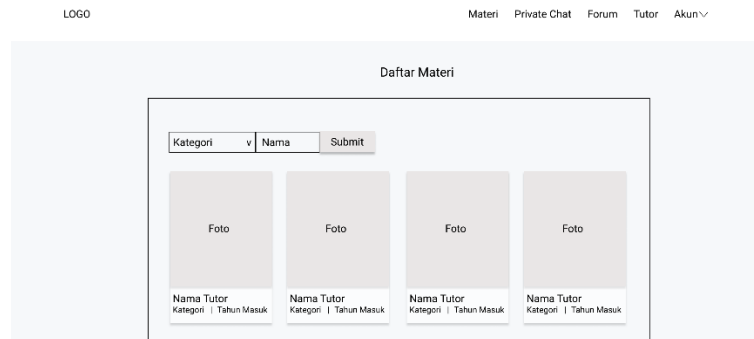 LOGO Materi Private Chat Forum Tutor Akun
Daftar Materi
Kategori v Nama Submit
Foto Foto Foto Foto
Nama Tutor Nama Tutor Nama Tutor Nama Tutor
Kategori | Tahun Masuk Kategori | Tahun Masuk Kategori | Tahun Masuk Kategori | Tahun Masuk